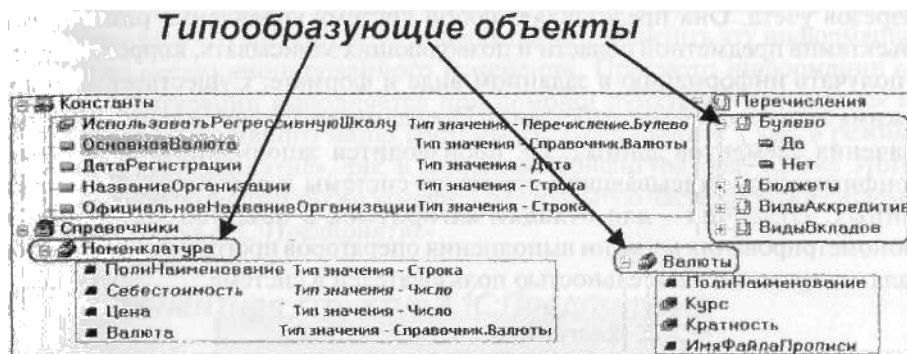 Типообразующие объекты
Константы
ИспользоватьРегрессивнуюШкалу Тип значения - Перечисление.Булево
ОсновнаяВалюта Тип значения - Справочник.Валюты
ДатаРегистрации Тип значения - Дата
НазваниеОрганизации Тип значения - Строка
ОфициальноеНазваниеОрганизации Тип значения - Строка
Справочники
Номенклатура
ПолнНаименование Тип значения - Строка
Себестоимость Тип значения - Число
Цена Тип значения - Число
Валюта Тип значения - Справочник.Валюты
Перечисления
Булево
Да
Нет
Бюджеты
ВидыАккредитив
ВидыВкладов
Валюты
ПолнНаименование
Курс
Кратность
ИмяФайлаПрописи